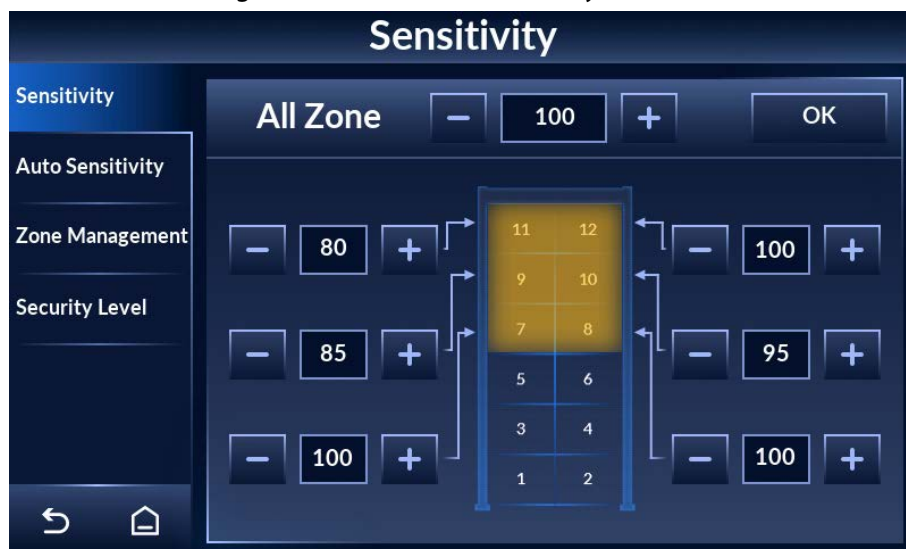 Sensitivity
Sensitivity
Auto Sensitivity
Zone Management
Security Level
All Zone − 100 + OK
− 80 + 11 12 − 100 +
9 10
− 85 + 7 8 − 95 +
5 6
− 100 + 3 4 − 100 +
1 2